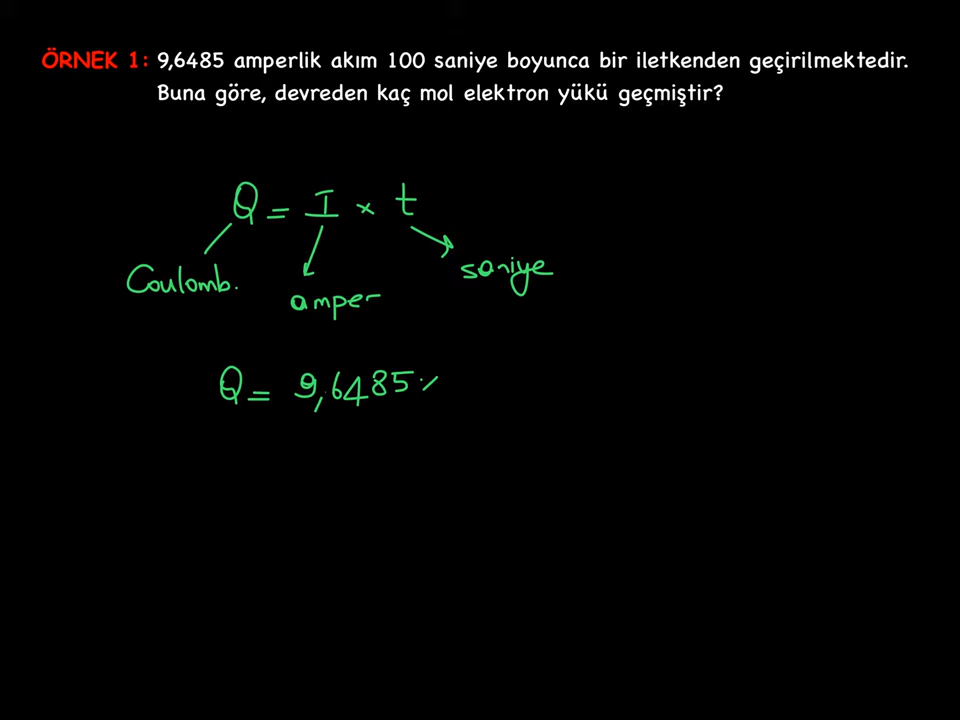 ÖRNEK 1: 9,6485 amperlik akım 100 saniye boyunca bir iletkenden geçirilmektedir.
Buna göre, devreden kaç mol elektron yükü geçmiştir?
Q = I × t
Coulomb. amper saniye
Q = 9,6485 ×